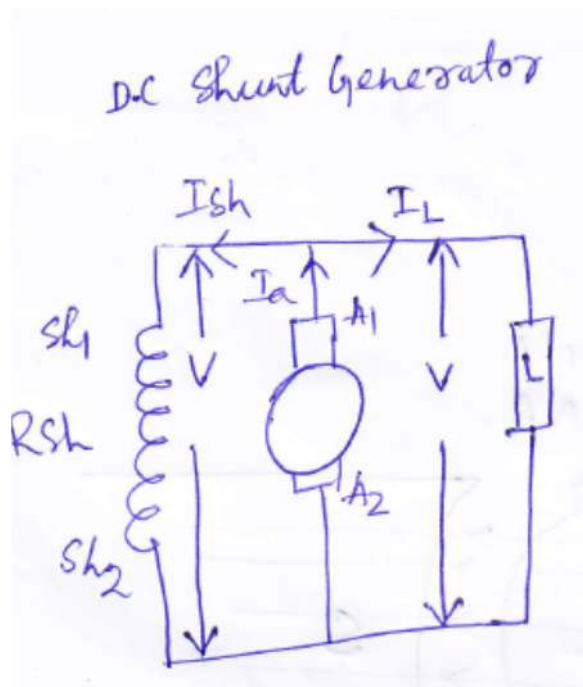 D.C Shunt Generator
Ish
IL
Ia
A1
Sh1
V
V
L
RSh
A2
Sh2